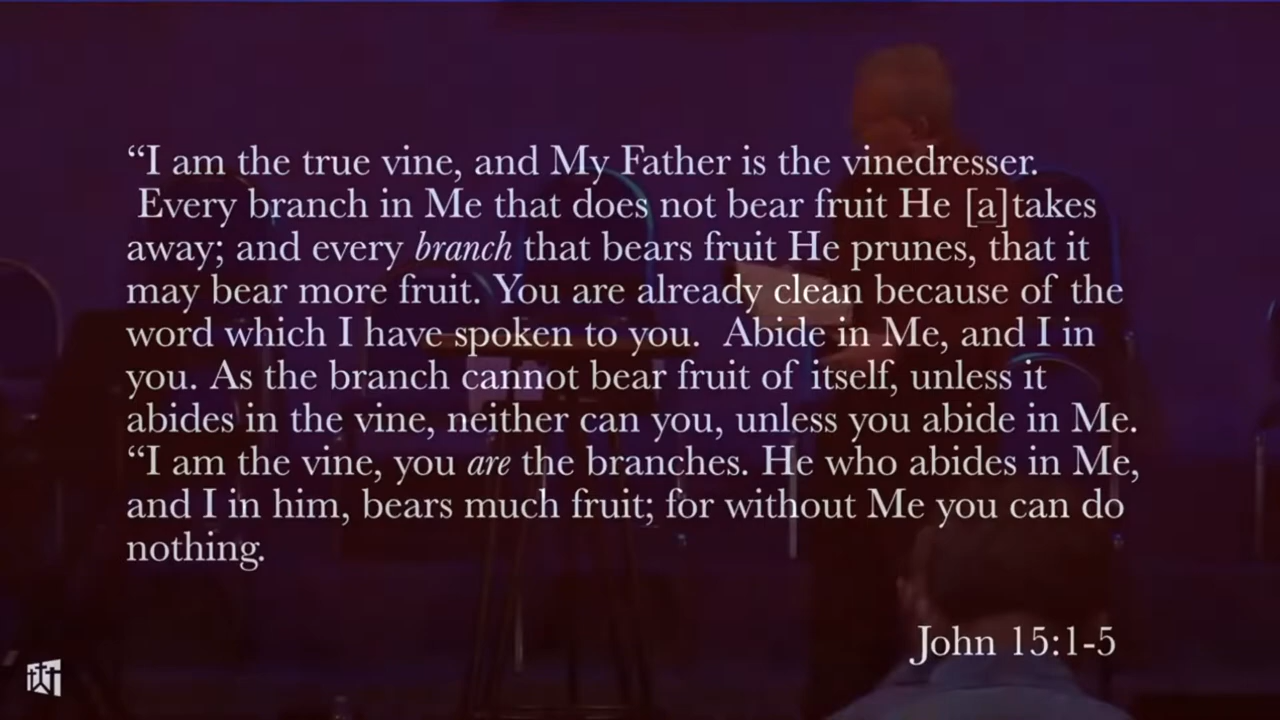 “I am the true vine, and My Father is the vinedresser.
Every branch in Me that does not bear fruit He [a]takes
away; and every branch that bears fruit He prunes, that it
may bear more fruit. You are already clean because of the
word which I have spoken to you.  Abide in Me, and I in
you. As the branch cannot bear fruit of itself, unless it
abides in the vine, neither can you, unless you abide in Me.
“I am the vine, you are the branches. He who abides in Me,
and I in him, bears much fruit; for without Me you can do
nothing.
John 15:1-5